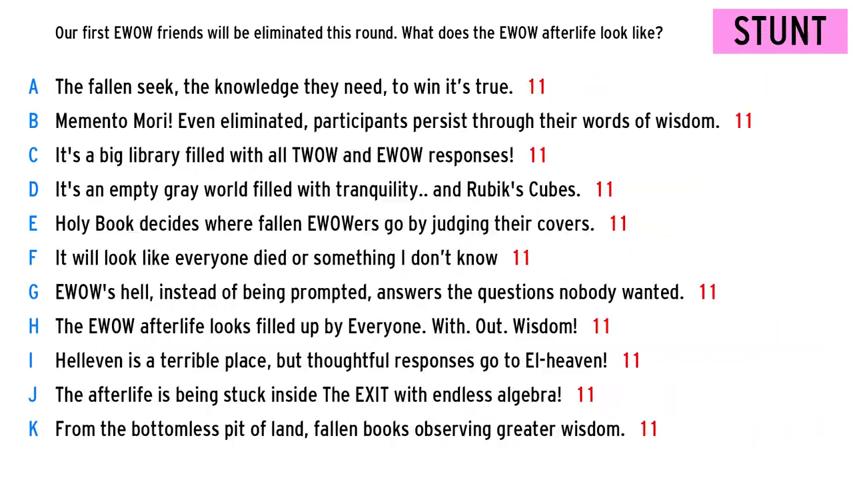 Our first EWOW friends will be eliminated this round. What does the EWOW afterlife look like?
STUNT
A The fallen seek, the knowledge they need, to win it's true. 11
B Memento Mori! Even eliminated, participants persist through their words of wisdom. 11
C It's a big library filled with all TWOW and EWOW responses! 11
D It's an empty gray world filled with tranquility.. and Rubik's Cubes. 11
E Holy Book decides where fallen EWOWers go by judging their covers. 11
F It will look like everyone died or something I don't know 11
G EWOW's hell, instead of being prompted, answers the questions nobody wanted. 11
H The EWOW afterlife looks filled up by Everyone. With. Out. Wisdom! 11
I Helleven is a terrible place, but thoughtful responses go to El-heaven! 11
J The afterlife is being stuck inside The EXIT with endless algebra! 11
K From the bottomless pit of land, fallen books observing greater wisdom. 11